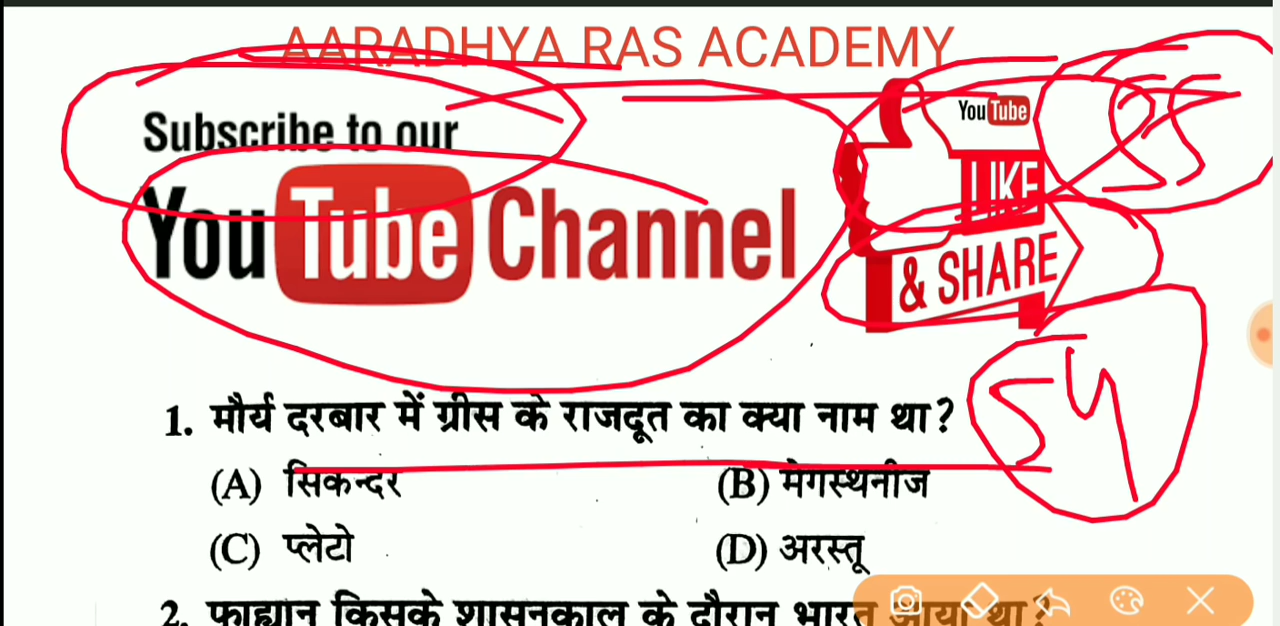 AARADHYA RAS ACADEMY
Subscribe to our
YouTube Channel
YouTube
LIKE
& SHARE
55
54
1. मौर्य दरबार में ग्रीस के राजदूत का क्या नाम था?
(A) सिकन्दर (B) मेगस्थनीज
(C) प्लेटो (D) अरस्तू
2. फाह्यान किसके शासनकाल के दौरान भारत आया था?